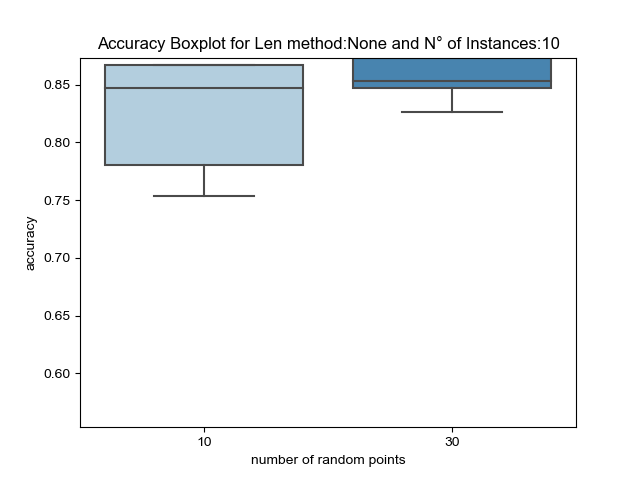 Accuracy Boxplot for Len method:None and N° of Instances:10
0.85
0.80
0.75
0.70
0.65
0.60
accuracy
10 30
number of random points